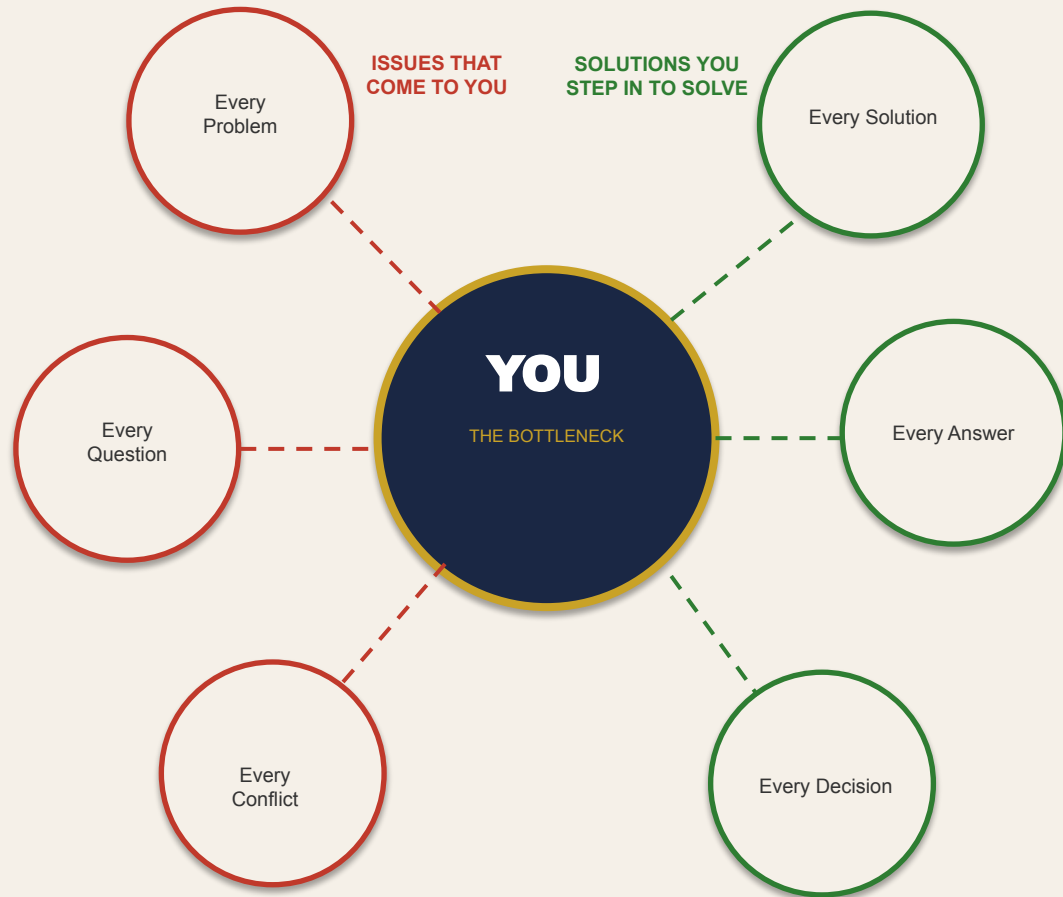 ISSUES THAT
COME TO YOU
SOLUTIONS YOU
STEP IN TO SOLVE
Every
Problem
Every Solution
YOU
THE BOTTLENECK
Every
Question
Every Answer
Every
Conflict
Every Decision